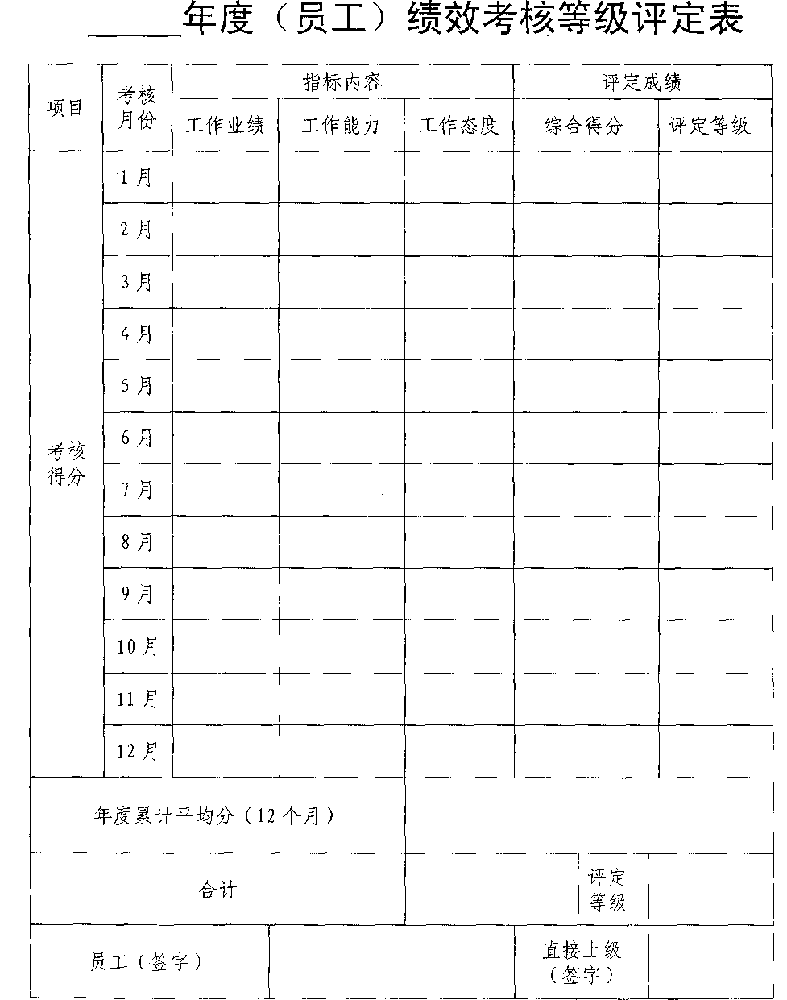 ____年度（员工）绩效考核等级评定表
项目 考核月份 指标内容 评定成绩
工作业绩 工作能力 工作态度 综合得分 评定等级
考核得分
1月
2月
3月
4月
5月
6月
7月
8月
9月
10月
11月
12月
年度累计平均分（12个月）
合计 评定等级
员工（签字） 直接上级（签字）